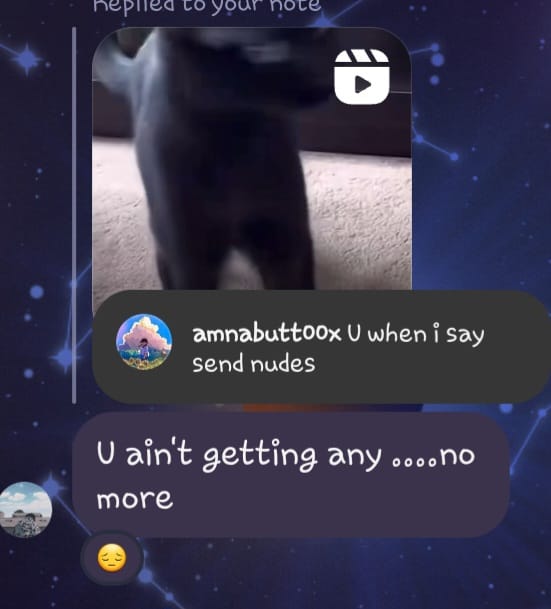 Replied to your note
amnabutt00x U when i say
send nudes
U ain't getting any ....no
more
😔